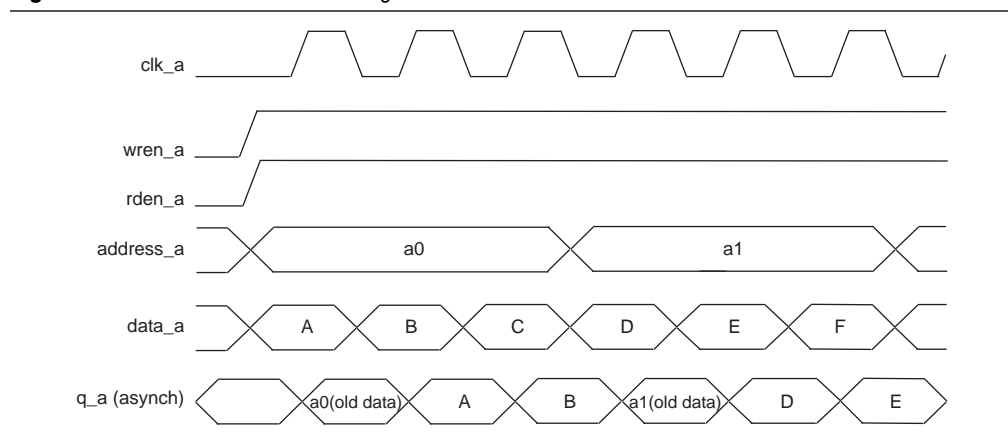 clk_a
wren_a
rden_a
address_a a0 a1
data_a A B C D E F
q_a (asynch) a0(old data) A B a1(old data) D E